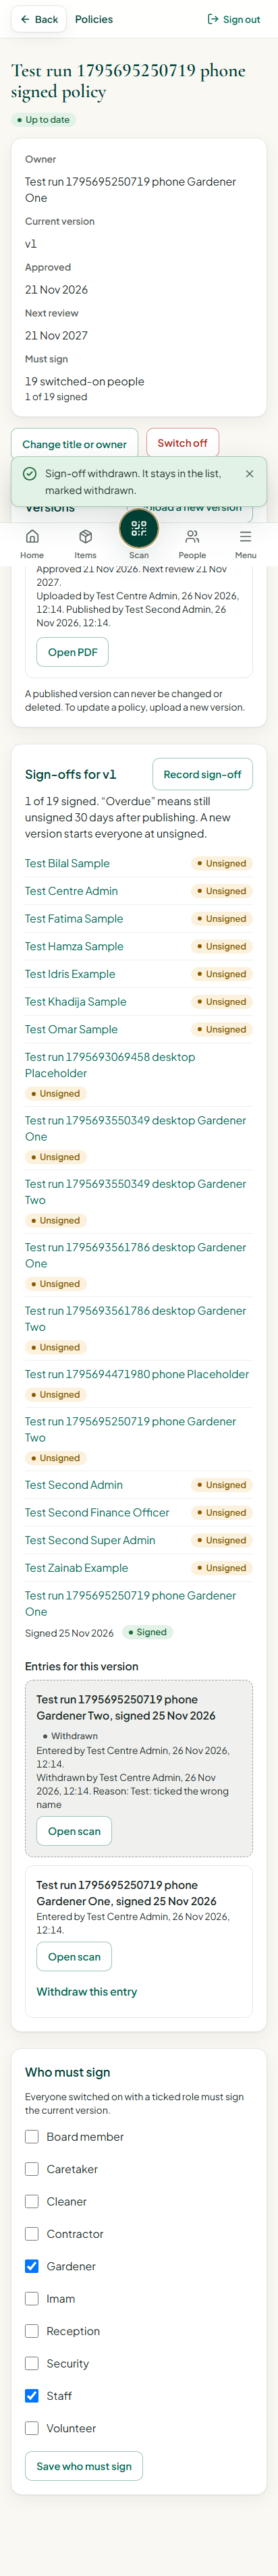 Back
Policies
Sign out
Test run 1795695250719 phone
signed policy
Up to date
Owner
Test run 1795695250719 phone Gardener
One
Current version
v1
Approved
21 Nov 2026
Next review
21 Nov 2027
Must sign
19 switched-on people
1 of 19 signed
Change title or owner
Switch off
Sign-off withdrawn. It stays in the list,
marked withdrawn.
Versions
Upload a new version
Home
Items
Scan
People
Menu
Approved 21 Nov 2026. Next review 21 Nov
2027.
Uploaded by Test Centre Admin, 26 Nov 2026,
12:14. Published by Test Second Admin, 26
Nov 2026, 12:14.
Open PDF
A published version can never be changed or
deleted. To update a policy, upload a new version.
Sign-offs for v1
Record sign-off
1 of 19 signed. “Overdue” means still
unsigned 30 days after publishing. A new
version starts everyone at unsigned.
Test Bilal Sample
Unsigned
Test Centre Admin
Unsigned
Test Fatima Sample
Unsigned
Test Hamza Sample
Unsigned
Test Idris Example
Unsigned
Test Khadija Sample
Unsigned
Test Omar Sample
Unsigned
Test run 1795693069458 desktop
Placeholder
Unsigned
Test run 1795693550349 desktop Gardener
One
Unsigned
Test run 1795693550349 desktop Gardener
Two
Unsigned
Test run 1795693561786 desktop Gardener
One
Unsigned
Test run 1795693561786 desktop Gardener
Two
Unsigned
Test run 1795694471980 phone Placeholder
Unsigned
Test run 1795695250719 phone Gardener
Two
Unsigned
Test Second Admin
Unsigned
Test Second Finance Officer
Unsigned
Test Second Super Admin
Unsigned
Test Zainab Example
Unsigned
Test run 1795695250719 phone Gardener
One
Signed 25 Nov 2026
Signed
Entries for this version
Test run 1795695250719 phone
Gardener Two, signed 25 Nov 2026
Withdrawn
Entered by Test Centre Admin, 26 Nov 2026,
12:14.
Withdrawn by Test Centre Admin, 26 Nov
2026, 12:14. Reason: Test: ticked the wrong
name
Open scan
Test run 1795695250719 phone
Gardener One, signed 25 Nov 2026
Entered by Test Centre Admin, 26 Nov 2026,
12:14.
Open scan
Withdraw this entry
Who must sign
Everyone switched on with a ticked role must sign
the current version.
Board member
Caretaker
Cleaner
Contractor
Gardener
Imam
Reception
Security
Staff
Volunteer
Save who must sign